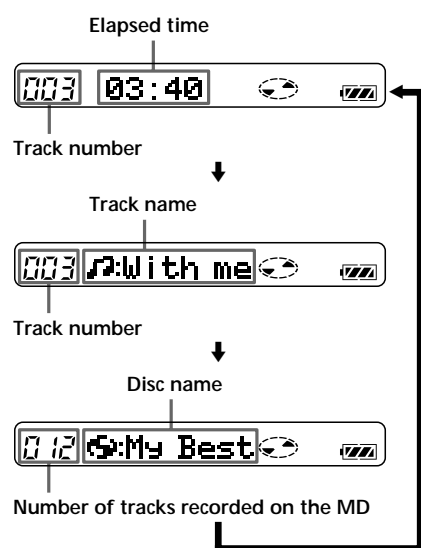 Elapsed time
003 03:40
Track number
Track name
003 :With me
Track number
Disc name
012 :My Best
Number of tracks recorded on the MD